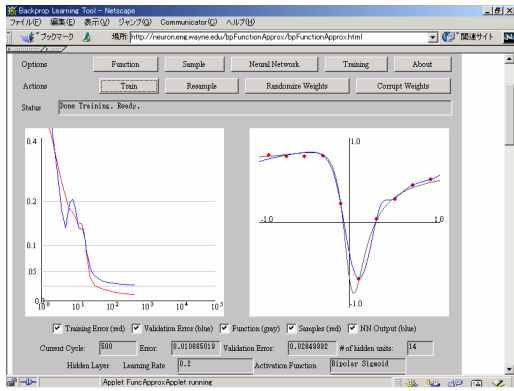 Backprop Learning Tool - Netscape
ファイル(F) 編集(E) 表示(V) ジャンプ(G) Communicator(C) ヘルプ(H)
ブックマーク 場所: http://neuron.eng.wayne.edu/bpFunctionApprox/bpFunctionApprox.html 関連サイト
Options Function Sample Neural Network Training About
Actions Train Resample Randomize Weights Corrupt Weights
Status Done Training. Ready.
0.4 1.0
0.2
-1.0 1.0
0.1
.05
0.0 -1.0
10⁰ 10¹ 10² 10³ 10⁴ 10⁵
Training Error (red) Validation Error (blue) Function (gray) Samples (red) NN Output (blue)
Current Cycle: 500 Error: 0.010665019 Validation Error: 0.02649992 # of hidden units: 14
Hidden Layer Learning Rate 0.2 Activation Function Bipolar Sigmoid
Applet FuncApproxApplet running